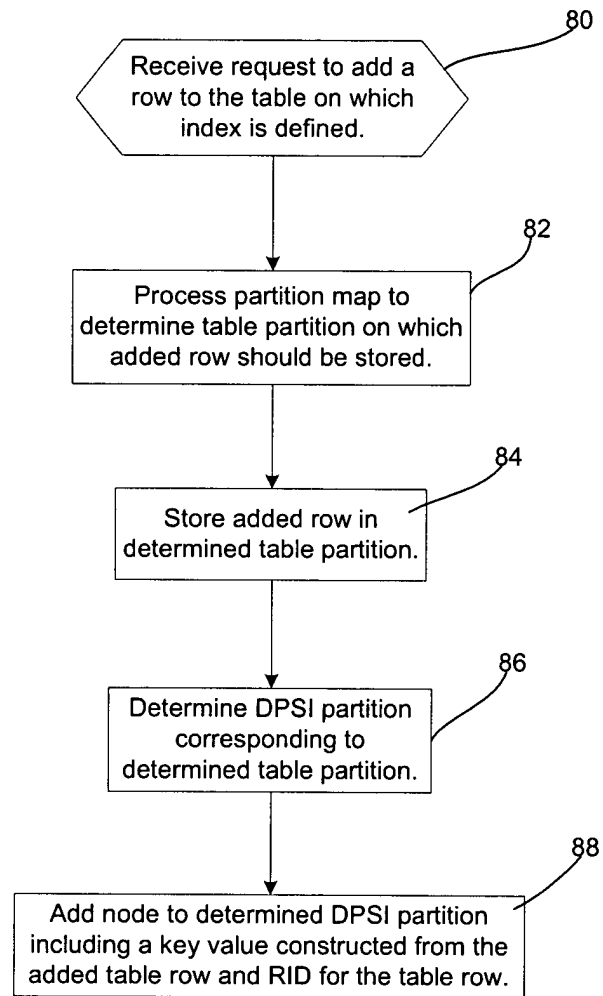 80
Receive request to add a
row to the table on which
index is defined.
82
Process partition map to
determine table partition on which
added row should be stored.
84
Store added row in
determined table partition.
86
Determine DPSI partition
corresponding to
determined table partition.
88
Add node to determined DPSI partition
including a key value constructed from the
added table row and RID for the table row.